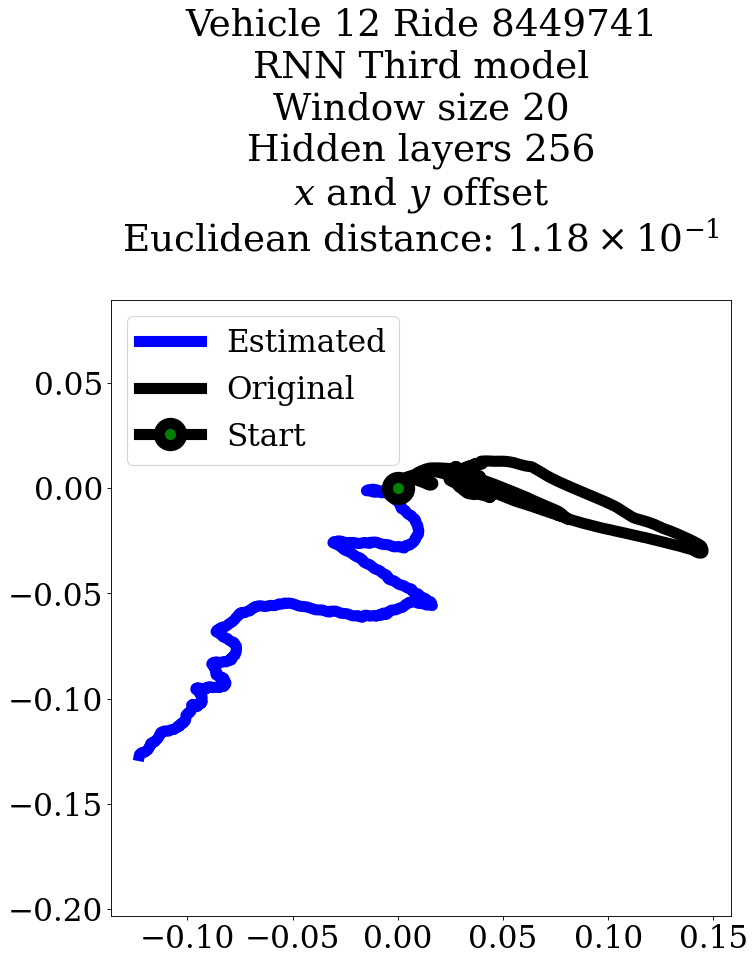 Vehicle 12 Ride 8449741
RNN Third model
Window size 20
Hidden layers 256
x and y offset
Euclidean distance: 1.18 × 10⁻¹
Estimated
Original
Start
0.05
0.00
−0.05
−0.10
−0.15
−0.20
−0.10 −0.05 0.00 0.05 0.10 0.15